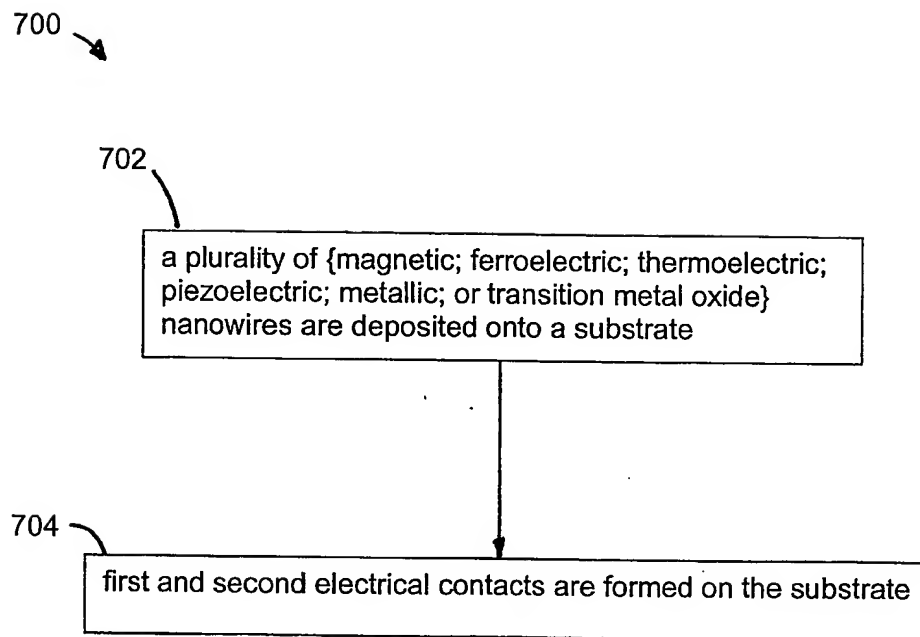 700
702
a plurality of {magnetic; ferroelectric; thermoelectric;
piezoelectric; metallic; or transition metal oxide}
nanowires are deposited onto a substrate
704
first and second electrical contacts are formed on the substrate